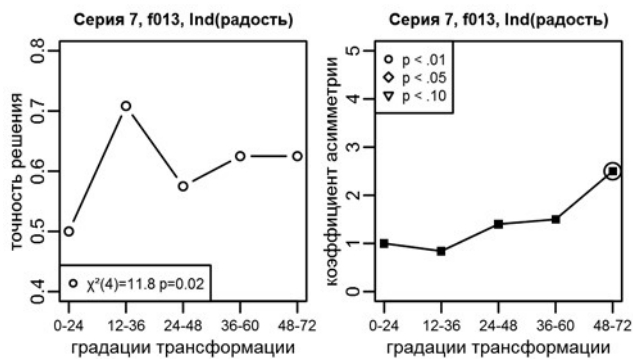 Серия 7, f013, Ind(радость)
точность решения
0.8
0.7
0.6
0.5
0.4
χ²(4)=11.8 p=0.02
0-24 12-36 24-48 36-60 48-72
градации трансформации
Серия 7, f013, Ind(радость)
коэффициент асимметрии
5
4
3
2
1
0
p < .01
p < .05
p < .10
0-24 12-36 24-48 36-60 48-72
градации трансформации